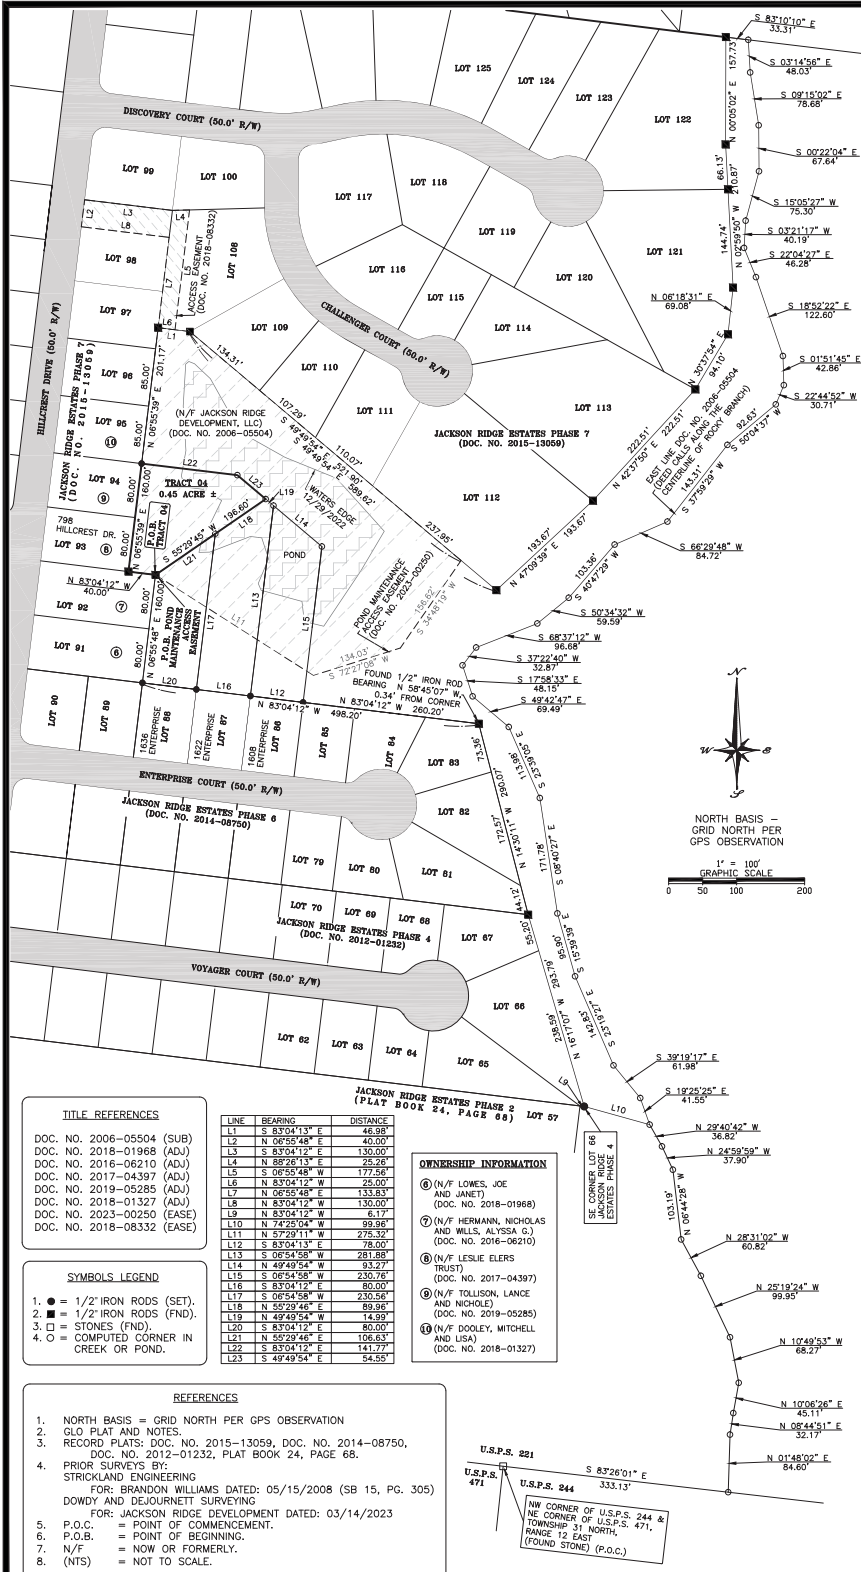 S 83°10'10" E
33.31'
S 03°14'56" E
48.03'
S 09°15'02" E
78.68'
S 00°22'04" E
67.64'
S 15°05'27" W
75.30'
S 03°21'17" W
40.19'
S 22°04'27" E
46.28'
S 18°52'22" E
122.60'
S 01°51'45" E
42.86'
S 22°44'52" W
30.71'
92.63'
S 50°04'37" W
143.31'
S 37°59'29" W
S 66°29'48" W
84.72'
103.36'
S 40°47'29" W
S 50°34'32" W
59.59'
S 68°37'12" W
96.68'
S 37°22'40" W
32.87'
S 17°58'33" E
48.15'
S 49°42'47" E
69.49'
113.98'
S 23°39'05" E
171.78'
S 08°40'27" E
95.90'
S 15°39'39" E
142.83'
S 23°19'27" E
S 39°19'17" E
61.98'
S 19°25'25" E
41.55'
N 29°40'42" W
36.82'
N 24°59'59" W
37.90'
103.19'
N 06°44'28" W
N 28°31'02" W
60.82'
N 25°19'24" W
99.95'
N 10°49'53" W
68.27'
N 10°06'26" E
45.11'
N 08°44'51" E
32.17'
N 01°48'02" E
84.60'
157.73'
N 00°05'02" E
66.13'
210.87'
144.74'
N 02°59'50" W
N 06°18'31" E
69.08'
N 30°37'54" E
94.10'
EAST LINE DOC. NO. 2006-05504
(DEED CALLS ALONG THE
CENTERLINE OF ROCKY BRANCH)
222.51'
N 42°37'50" E 222.51'
193.67'
N 47°09'39" E 193.67'
DISCOVERY COURT (50.0' R/W)
CHALLENGER COURT (50.0' R/W)
HILLCREST DRIVE (50.0' R/W)
LOT 125
LOT 124
LOT 123
LOT 122
LOT 121
LOT 120
LOT 119
LOT 118
LOT 117
LOT 116
LOT 115
LOT 114
LOT 113
LOT 112
LOT 111
LOT 110
LOT 109
LOT 108
LOT 100
LOT 99
LOT 98
LOT 97
LOT 96
LOT 95
⑩
LOT 94
⑨
798
HILLCREST DR.
LOT 93 ⑧
LOT 92 ⑦
LOT 91 ⑥
LOT 90
LOT 89
JACKSON RIDGE ESTATES PHASE 7
(DOC. NO. 2015-13059)
JACKSON RIDGE ESTATES PHASE 7
(DOC. NO. 2015-13059)
L2
L3
L8
L4
L5
L7
L6
L1
ACCESS EASEMENT
(DOC. NO. 2018-08332)
201.17'
85.00'
N 06°55'39" E
85.00'
160.00'
80.00'
N 06°55'39" E
80.00'
N 83°04'12" W
40.00'
80.00'
160.00'
N 06°55'48" E
80.00'
134.31'
107.29'
S 49°49'54" E 521.90'
S 49°49'54" E 589.62'
110.07'
237.95'
(N/F JACKSON RIDGE
DEVELOPMENT, LLC)
(DOC. NO. 2006-05504)
L22
L23
TRACT 04
0.45 ACRE ±
P.O.B.
TRACT 04
196.60'
S 55°29'45" W
L18
L21
L19
L14
WATERS EDGE
12/29/2022
POND
L17
L13
L15
L11
P.O.B. POND
MAINTENANCE
ACCESS
EASEMENT
POND MAINTENANCE
ACCESS EASEMENT
(DOC. NO. 2023-00250)
156.62'
S 34°48'19" W
134.03'
S 72°27'08" W
FOUND 1/2" IRON ROD
BEARING N 58°45'07" W,
0.34' FROM CORNER
L20
L16
L12
N 83°04'12" W 498.20'
N 83°04'12" W 260.20'
1636
ENTERPRISE
LOT 88
1622
ENTERPRISE
LOT 87
1608
ENTERPRISE
LOT 86
LOT 85
LOT 84
LOT 83
LOT 82
LOT 81
LOT 80
LOT 79
ENTERPRISE COURT (50.0' R/W)
JACKSON RIDGE ESTATES PHASE 6
(DOC. NO. 2014-08750)
73.36'
290.07'
172.57'
N 14°30'11" W
44.12'
55.20'
293.79'
238.59'
N 16°17'07" W
LOT 70
LOT 69
LOT 68
LOT 67
LOT 66
LOT 65
LOT 64
LOT 63
LOT 62
JACKSON RIDGE ESTATES PHASE 4
(DOC. NO. 2012-01232)
VOYAGER COURT (50.0' R/W)
JACKSON RIDGE ESTATES PHASE 2
(PLAT BOOK 24, PAGE 68)
LOT 57
L9
L10
SE CORNER LOT 66
JACKSON RIDGE
ESTATES PHASE 4
N
W
E
S
NORTH BASIS –
GRID NORTH PER
GPS OBSERVATION
1" = 100'
GRAPHIC SCALE
0 50 100 200
TITLE REFERENCES
DOC. NO. 2006-05504 (SUB)
DOC. NO. 2018-01968 (ADJ)
DOC. NO. 2016-06210 (ADJ)
DOC. NO. 2017-04397 (ADJ)
DOC. NO. 2019-05285 (ADJ)
DOC. NO. 2018-01327 (ADJ)
DOC. NO. 2023-00250 (EASE)
DOC. NO. 2018-08332 (EASE)
SYMBOLS LEGEND
1. ● = 1/2" IRON RODS (SET).
2. ■ = 1/2" IRON RODS (FND).
3. □ = STONES (FND).
4. ○ = COMPUTED CORNER IN
CREEK OR POND.
LINE BEARING DISTANCE
L1 S 83°04'13" E 46.98'
L2 N 06°55'48" E 40.00'
L3 S 83°04'12" E 130.00'
L4 N 88°26'13" E 25.26'
L5 S 06°55'48" W 177.56'
L6 N 83°04'12" W 25.00'
L7 N 06°55'48" E 133.83'
L8 N 83°04'12" W 130.00'
L9 N 83°04'12" W 6.17'
L10 N 74°25'04" W 99.96'
L11 N 57°29'11" W 275.32'
L12 S 83°04'13" E 78.00'
L13 S 06°54'58" W 281.88'
L14 N 49°49'54" W 93.27'
L15 S 06°54'58" W 230.76'
L16 S 83°04'12" E 80.00'
L17 S 06°54'58" W 230.56'
L18 N 55°29'46" E 89.96'
L19 N 49°49'54" W 14.99'
L20 S 83°04'12" E 80.00'
L21 N 55°29'46" E 106.63'
L22 S 83°04'12" E 141.77'
L23 S 49°49'54" E 54.55'
OWNERSHIP INFORMATION
⑥ (N/F LOWES, JOE
AND JANET)
(DOC. NO. 2018-01968)
⑦ (N/F HERMANN, NICHOLAS
AND WILLS, ALYSSA G.)
(DOC. NO. 2016-06210)
⑧ (N/F LESLIE ELERS
TRUST)
(DOC. NO. 2017-04397)
⑨ (N/F TOLLISON, LANCE
AND NICHOLE)
(DOC. NO. 2019-05285)
⑩ (N/F DOOLEY, MITCHELL
AND LISA)
(DOC. NO. 2018-01327)
REFERENCES
1. NORTH BASIS = GRID NORTH PER GPS OBSERVATION
2. GLO PLAT AND NOTES.
3. RECORD PLATS: DOC. NO. 2015-13059, DOC. NO. 2014-08750,
DOC. NO. 2012-01232, PLAT BOOK 24, PAGE 68.
4. PRIOR SURVEYS BY:
STRICKLAND ENGINEERING
FOR: BRANDON WILLIAMS DATED: 05/15/2008 (SB 15, PG. 305)
DOWDY AND DEJOURNETT SURVEYING
FOR: JACKSON RIDGE DEVELOPMENT DATED: 03/14/2023
5. P.O.C. = POINT OF COMMENCEMENT.
6. P.O.B. = POINT OF BEGINNING.
7. N/F = NOW OR FORMERLY.
8. (NTS) = NOT TO SCALE.
U.S.P.S. 221
U.S.P.S.
471
U.S.P.S. 244
S 83°26'01" E
333.13'
NW CORNER OF U.S.P.S. 244 &
NE CORNER OF U.S.P.S. 471,
TOWNSHIP 31 NORTH,
RANGE 12 EAST
(FOUND STONE) (P.O.C.)